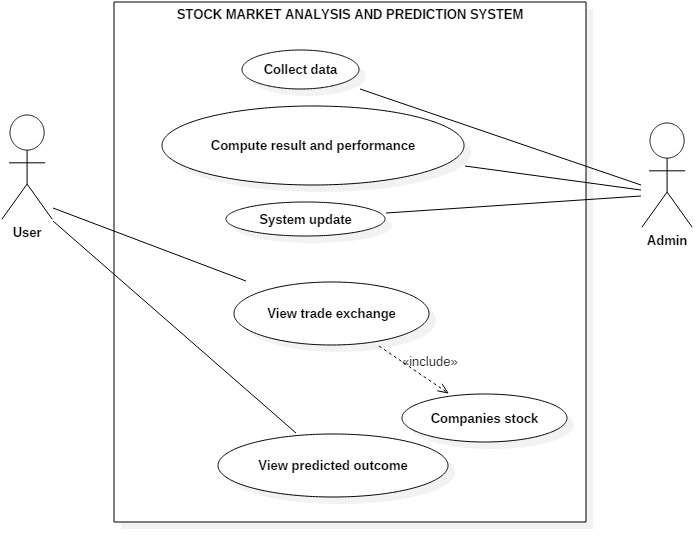 STOCK MARKET ANALYSIS AND PREDICTION SYSTEM
Collect data
Compute result and performance
System update
User
Admin
View trade exchange
«include»
Companies stock
View predicted outcome